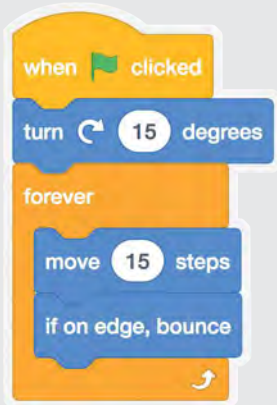 when clicked
turn 15 degrees
forever
move 15 steps
if on edge, bounce